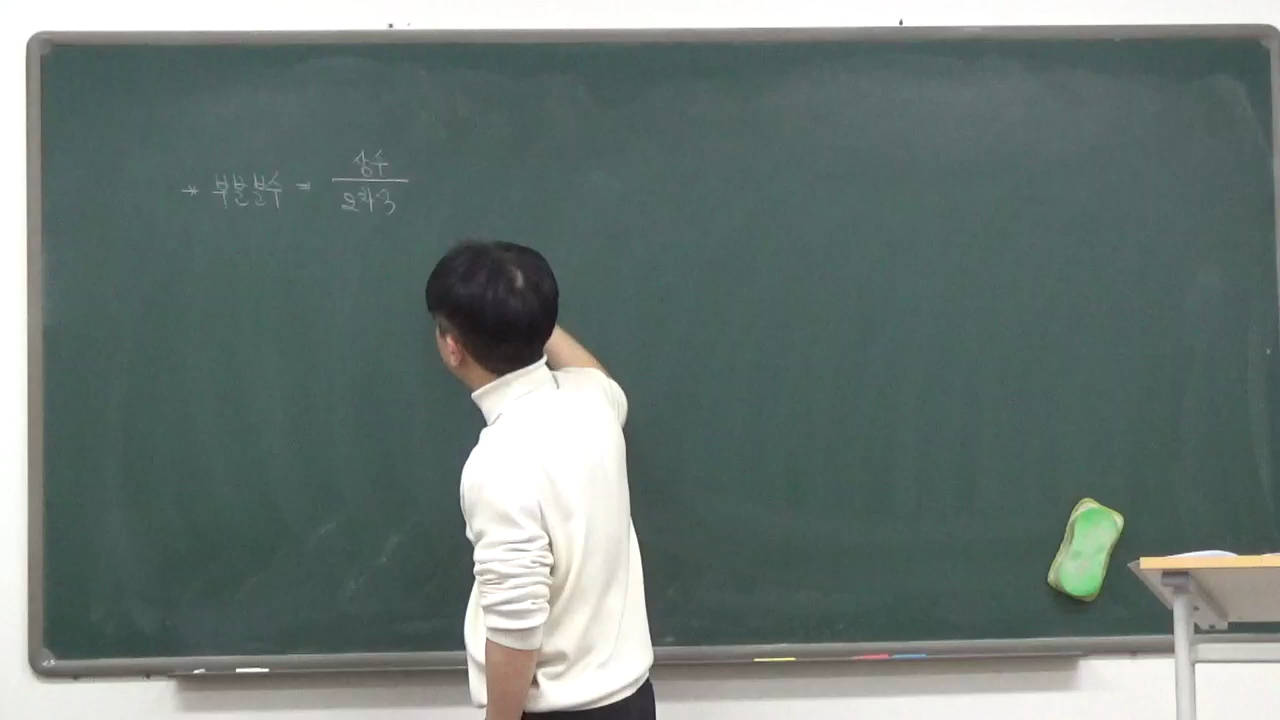 * 부분분수 = 상수 / 2차식